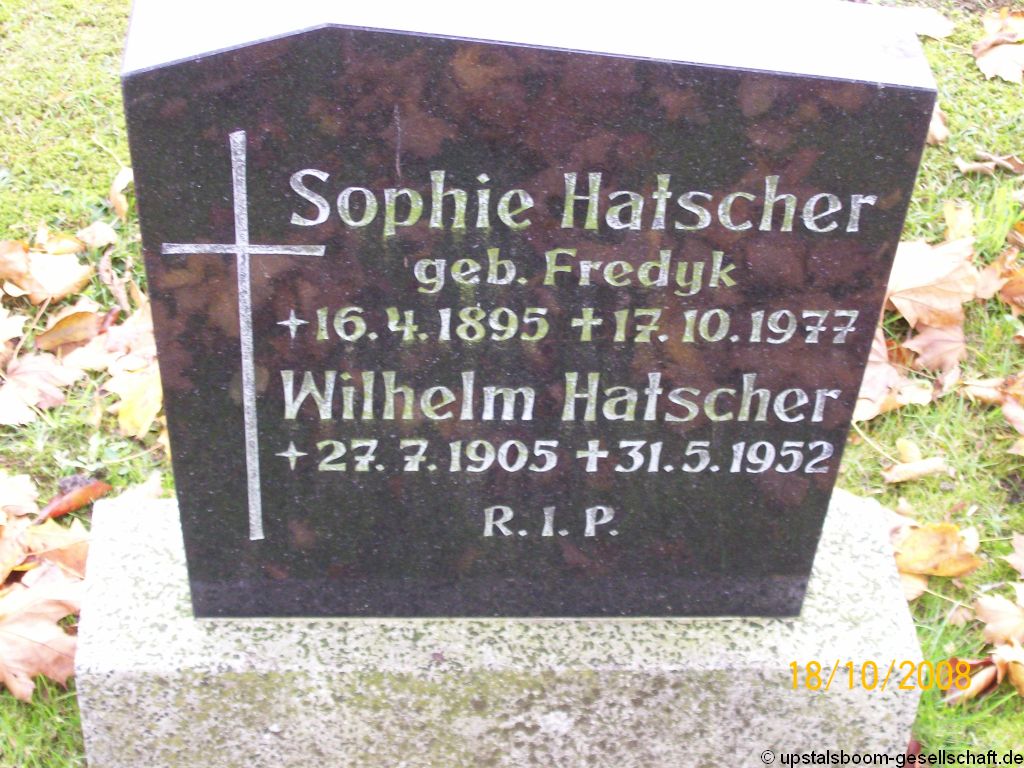 Sophie Hatscher
geb. Fredyk
+16.4.1895 ✝17.10.1977
Wilhelm Hatscher
+27.7.1905 ✝31.5.1952
R.I.P.
18/10/2008
© upstalsboom-gesellschaft.de